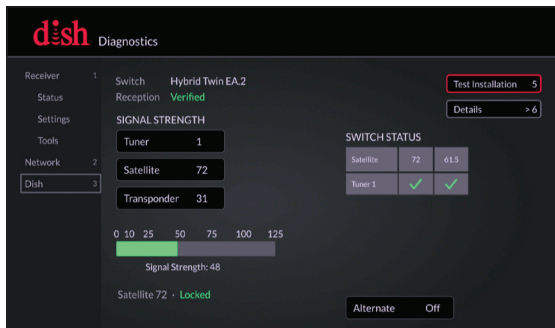 dish Diagnostics
Receiver 1
Status
Settings
Tools
Network 2
Dish 3
Switch Hybrid Twin EA.2
Reception Verified
SIGNAL STRENGTH
Tuner 1
Satellite 72
Transponder 31
0 10 25 50 75 100 125
Signal Strength: 48
Satellite 72 · Locked
Test Installation 5
Details > 6
SWITCH STATUS
Satellite 72 61.5
Tuner 1 ✓ ✓
Alternate Off